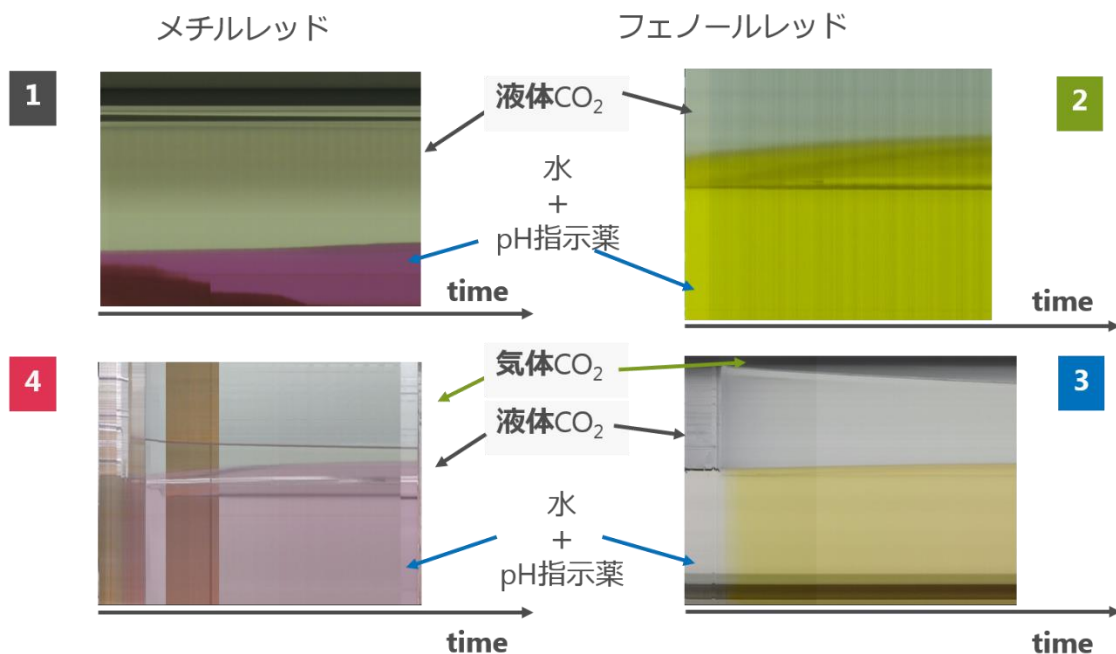 メチルレッド
フェノールレッド
1
液体CO₂
2
水
+
pH指示薬
time
time
4
気体CO₂
3
液体CO₂
水
+
pH指示薬
time
time